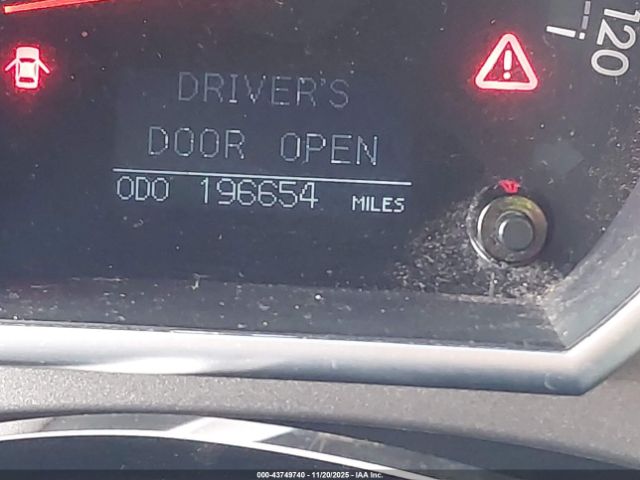 120
DRIVER'S
DOOR OPEN
ODO 196654 MILES
000-43749740 - 11/20/2025 - IAA Inc.